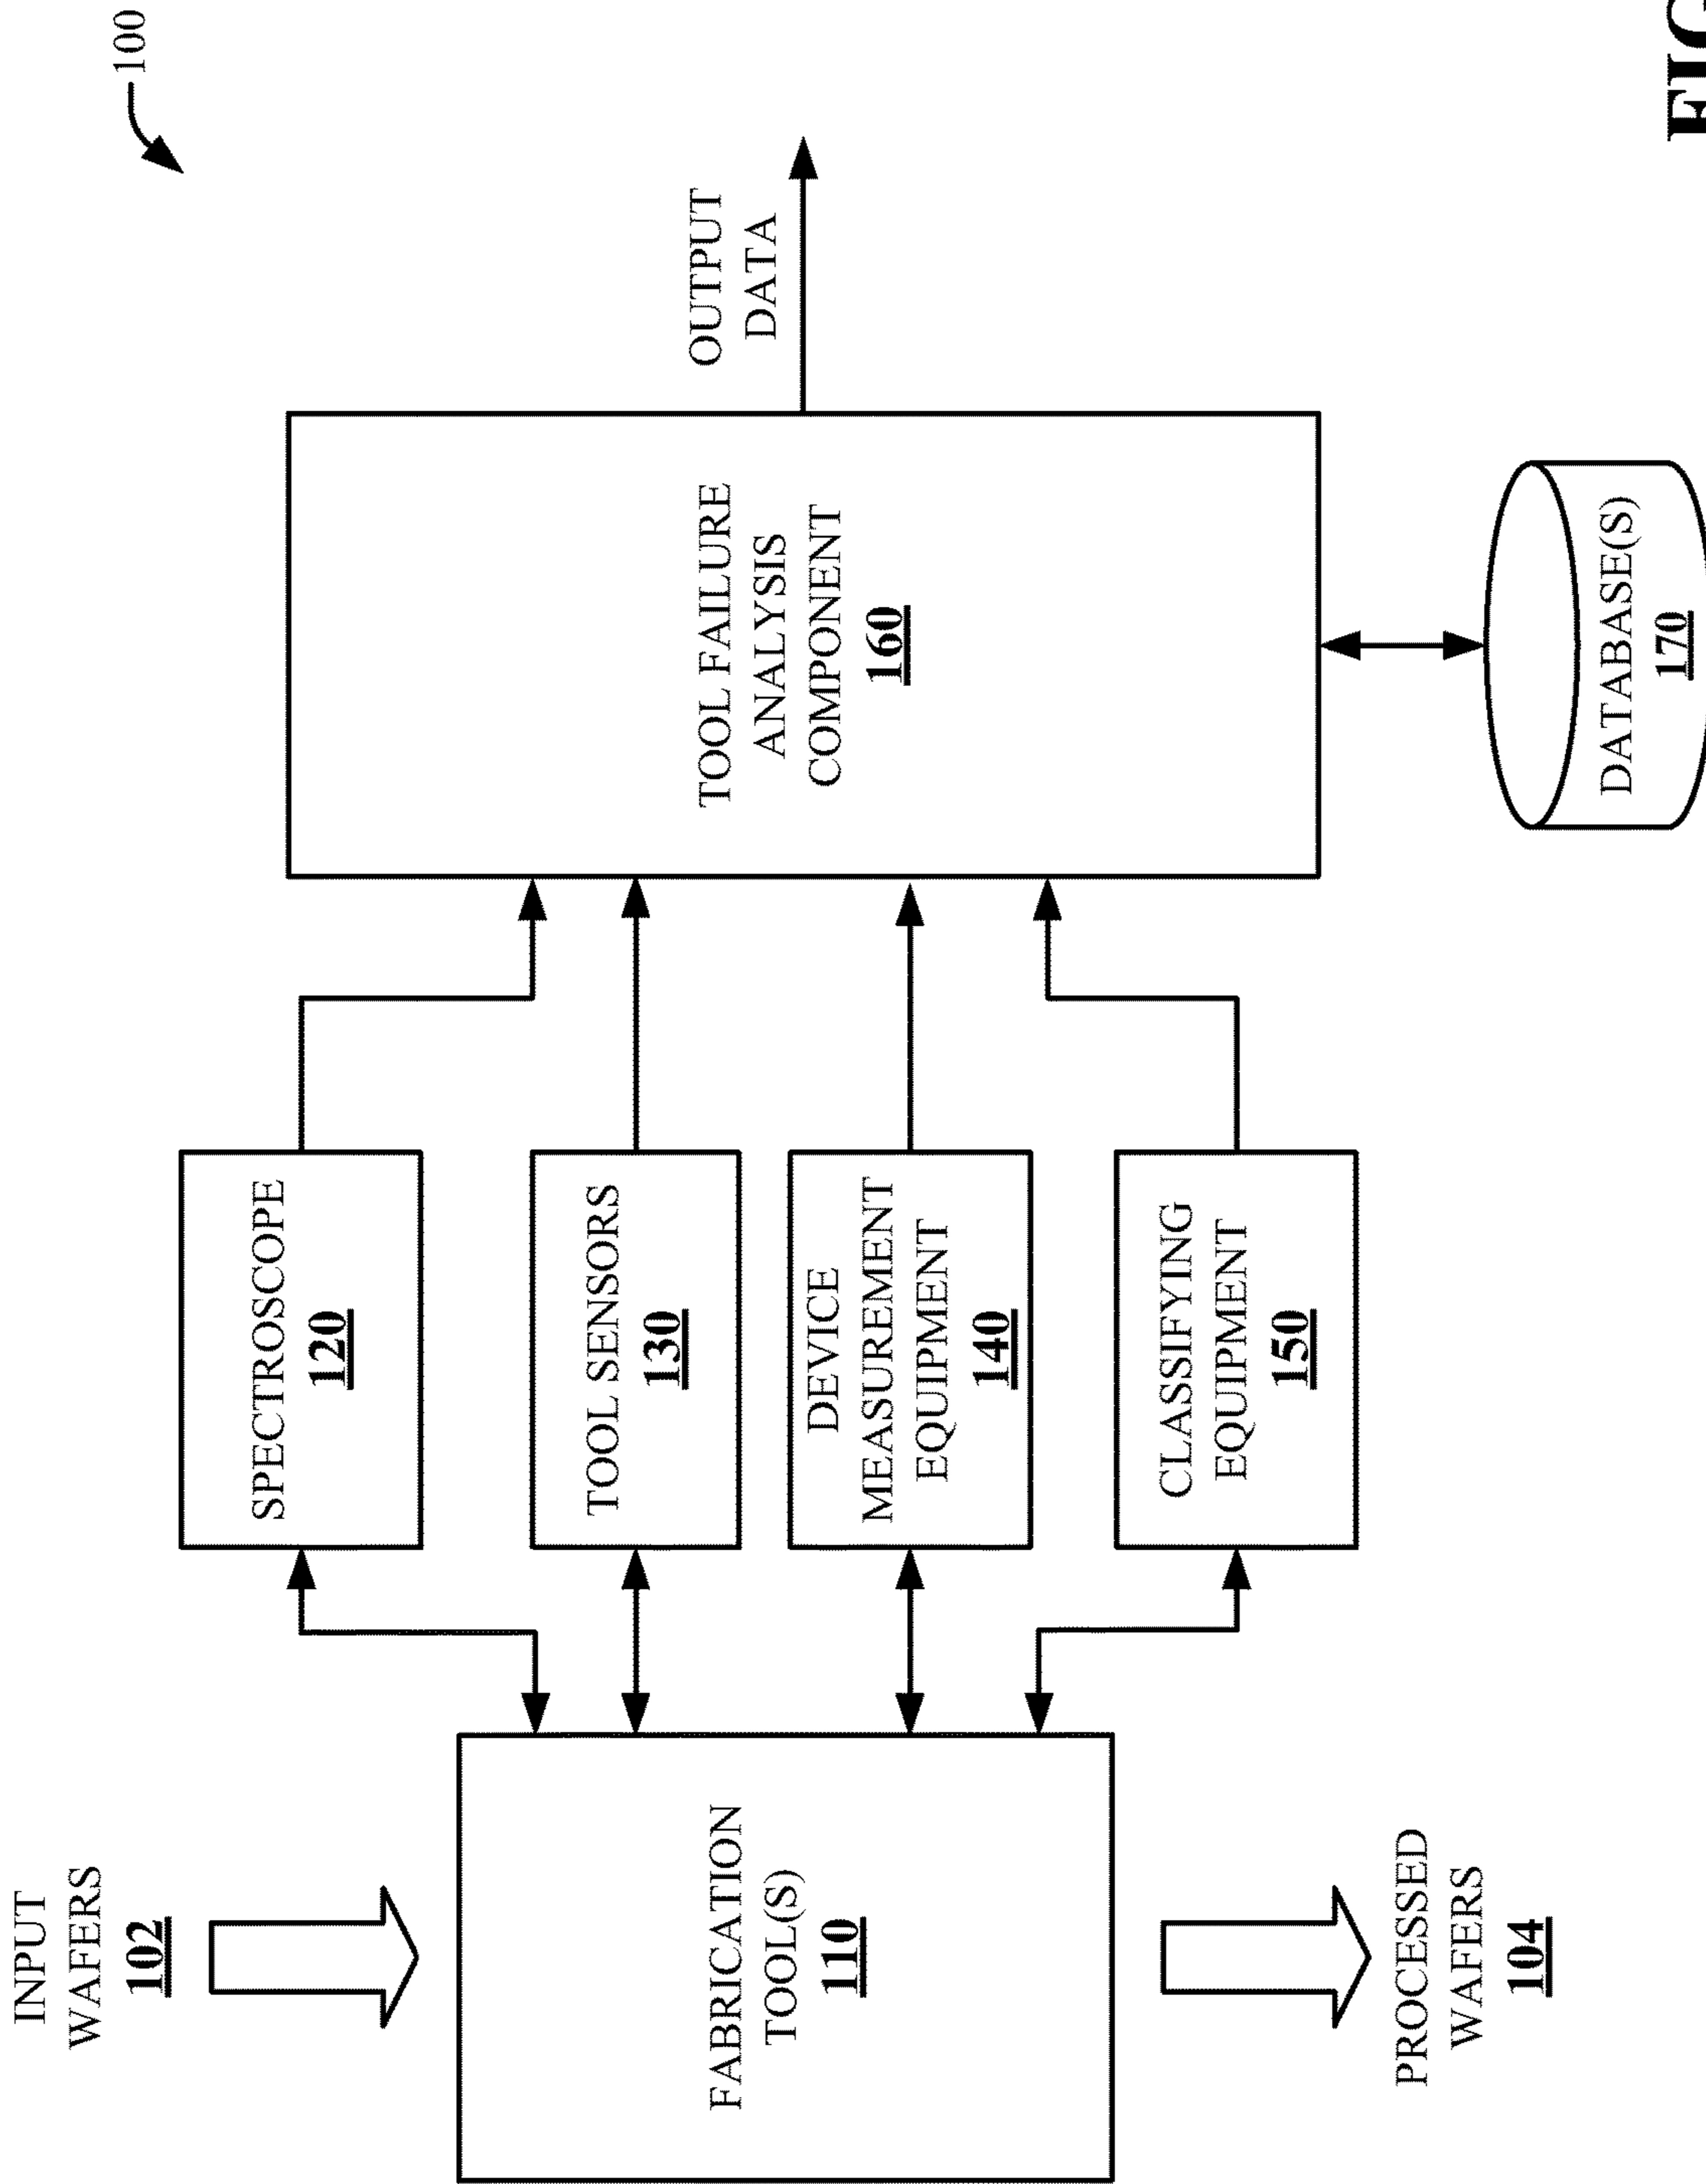 100
INPUT
WAFERS
102
FABRICATION
TOOL(S)
110
PROCESSED
WAFERS
104
SPECTROSCOPE
120
TOOL SENSORS
130
DEVICE
MEASUREMENT
EQUIPMENT
140
CLASSIFYING
EQUIPMENT
150
TOOL FAILURE
ANALYSIS
COMPONENT
160
OUTPUT
DATA
DATABASE(S)
170